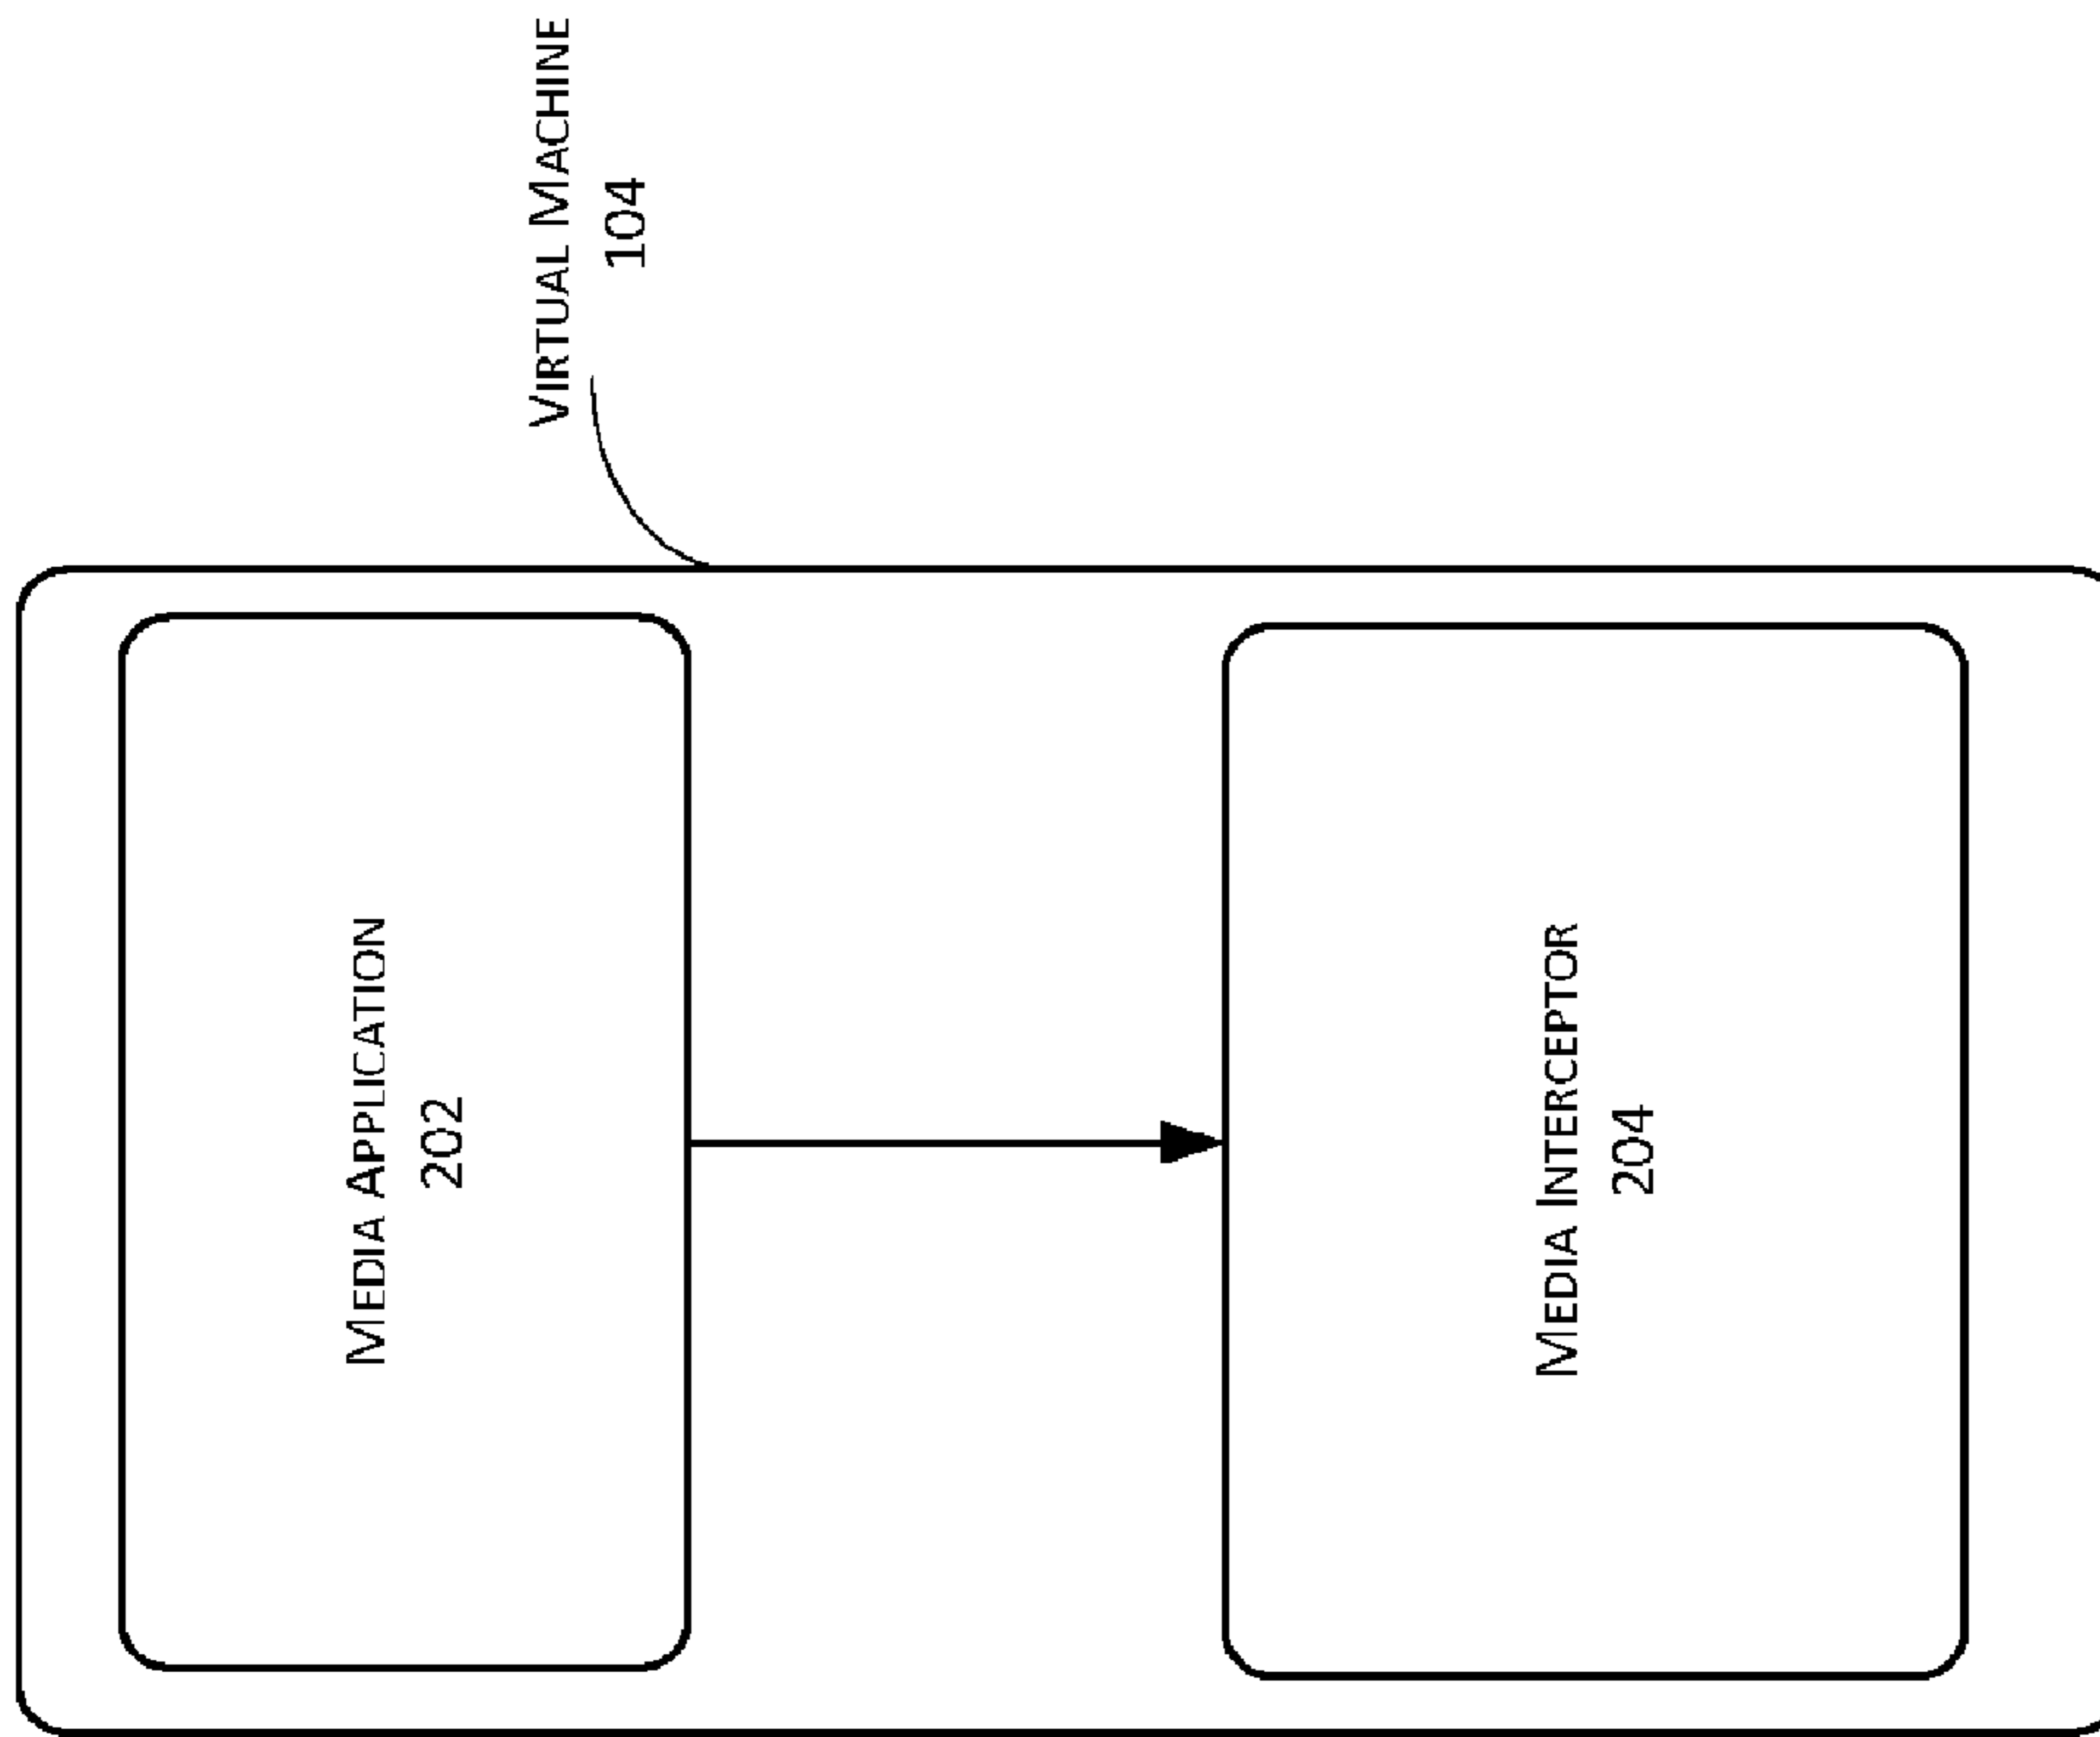 Virtual Machine
104
Media Application
202
Media Interceptor
204